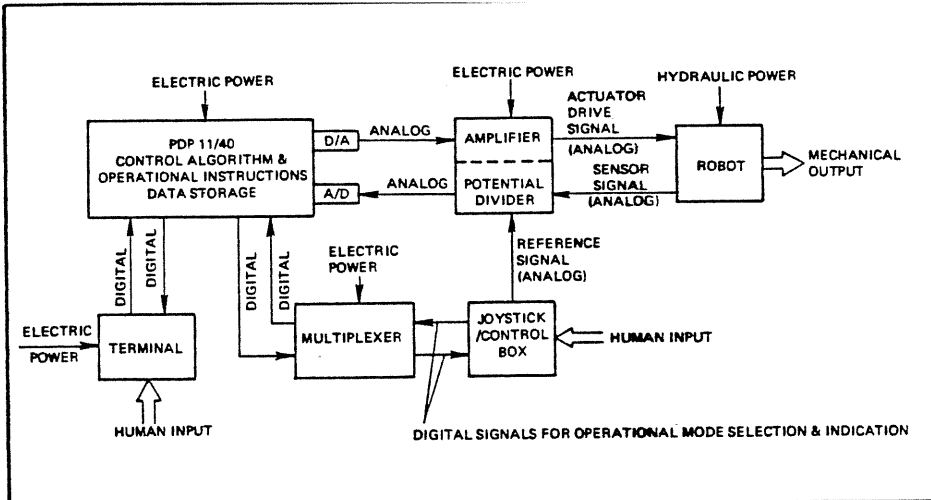 ELECTRIC POWER
ELECTRIC POWER
HYDRAULIC POWER
PDP 11/40
CONTROL ALGORITHM &
OPERATIONAL INSTRUCTIONS
DATA STORAGE
D/A
ANALOG
A/D
ANALOG
AMPLIFIER
POTENTIAL
DIVIDER
ACTUATOR
DRIVE
SIGNAL
(ANALOG)
SENSOR
SIGNAL
(ANALOG)
ROBOT
MECHANICAL
OUTPUT
DIGITAL
DIGITAL
DIGITAL
DIGITAL
ELECTRIC
POWER
REFERENCE
SIGNAL
(ANALOG)
ELECTRIC
POWER
TERMINAL
MULTIPLEXER
JOYSTICK
/CONTROL
BOX
HUMAN INPUT
HUMAN INPUT
DIGITAL SIGNALS FOR OPERATIONAL MODE SELECTION & INDICATION